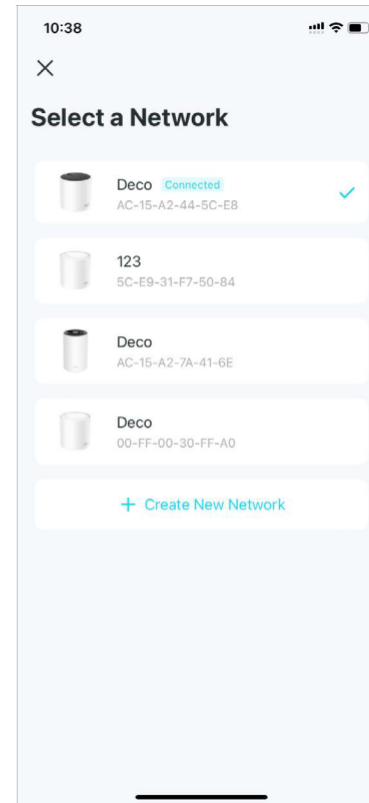 10:38
Select a Network
Deco Connected
AC-15-A2-44-5C-E8
123
5C-E9-31-F7-50-84
Deco
AC-15-A2-7A-41-6E
Deco
00-FF-00-30-FF-A0
+ Create New Network